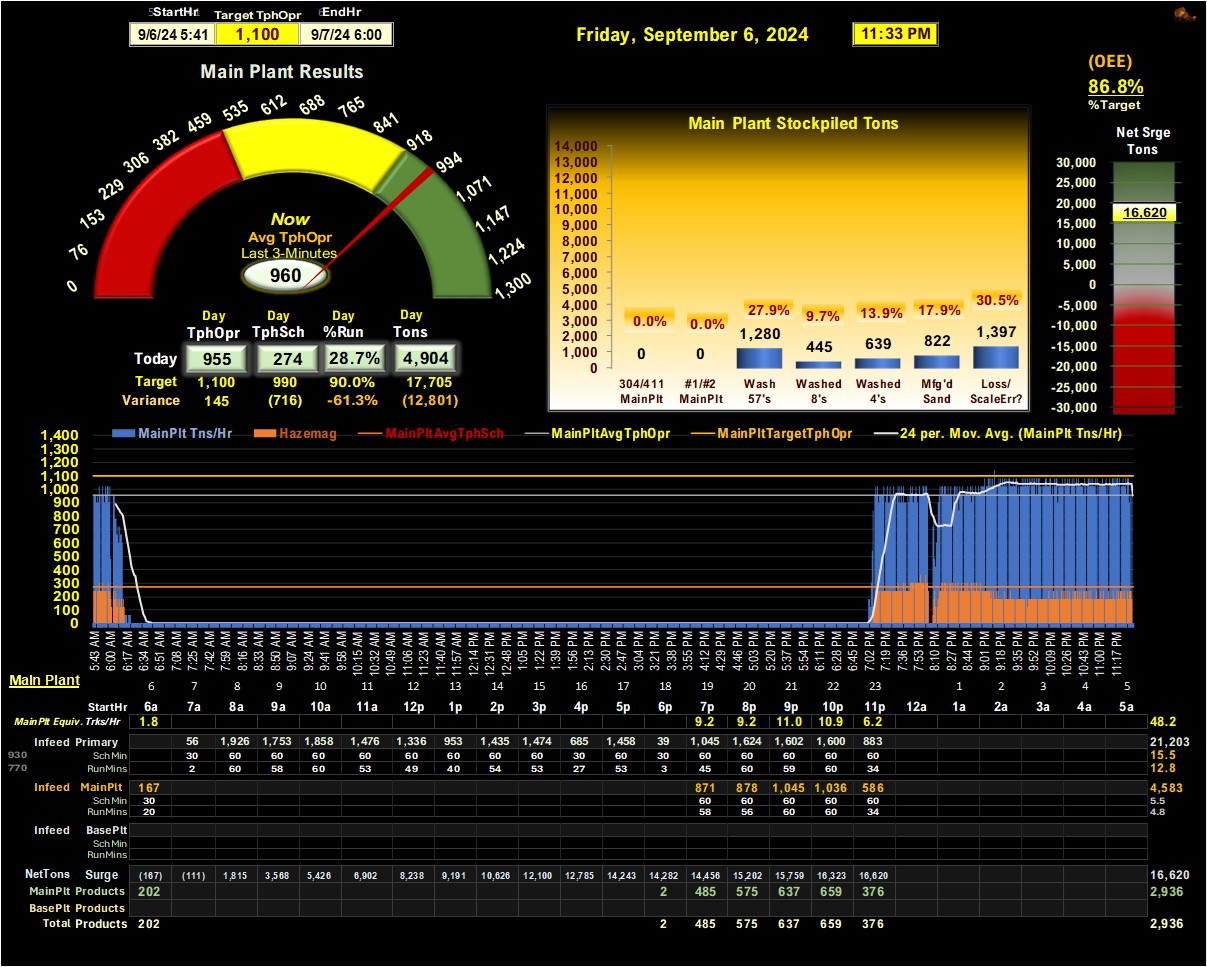 StartHr Target TphOpr EndHr
9/6/24 5:41 1,100 9/7/24 6:00
Friday, September 6, 2024 11:33 PM
(OEE)
86.8%
%Target
Main Plant Results
0 76 153 229 306 382 459 535 612 688 765 841 918 994 1,071 1,147 1,224 1,300
Now
Avg TphOpr
Last 3-Minutes
960
Day Day Day Day
TphOpr TphSch %Run Tons
Today 955 274 28.7% 4,904
Target 1,100 990 90.0% 17,705
Variance 145 (716) -61.3% (12,801)
Main Plant Stockpiled Tons
14,000
13,000
12,000
11,000
10,000
9,000
8,000
7,000
6,000
5,000
4,000
3,000
2,000
1,000
0
0.0% 0.0% 27.9% 9.7% 13.9% 17.9% 30.5%
0 0 1,280 445 639 822 1,397
304/411 #1/#2 Wash Washed Washed Mfg'd Loss/
MainPlt MainPlt 57's 8's 4's Sand ScaleErr?
Net Srge
Tons
30,000
25,000
20,000
16,620
15,000
10,000
5,000
0
-5,000
-10,000
-15,000
-20,000
-25,000
-30,000
MainPlt Tns/Hr Hazemag MainPltAvgTphSch MainPltAvgTphOpr MainPltTargetTphOpr 24 per. Mov. Avg. (MainPlt Tns/Hr)
1,400
1,300
1,200
1,100
1,000
900
800
700
600
500
400
300
200
100
0
5:43 AM 6:00 AM 6:17 AM 6:34 AM 6:51 AM 7:08 AM 7:25 AM 7:42 AM 7:59 AM 8:16 AM 8:33 AM 8:50 AM 9:07 AM 9:24 AM 9:41 AM 9:58 AM 10:15 AM 10:32 AM 10:49 AM 11:06 AM 11:23 AM 11:40 AM 11:57 AM 12:14 PM 12:31 PM 12:48 PM 1:05 PM 1:22 PM 1:39 PM 1:56 PM 2:13 PM 2:30 PM 2:47 PM 3:04 PM 3:21 PM 3:38 PM 3:55 PM 4:12 PM 4:29 PM 4:46 PM 5:03 PM 5:20 PM 5:37 PM 5:54 PM 6:11 PM 6:28 PM 6:45 PM 7:02 PM 7:19 PM 7:36 PM 7:53 PM 8:10 PM 8:27 PM 8:44 PM 9:01 PM 9:18 PM 9:35 PM 9:52 PM 10:09 PM 10:26 PM 10:43 PM 11:00 PM 11:17 PM
Main Plant 6 7 8 9 10 11 12 13 14 15 16 17 18 19 20 21 22 23 1 2 3 4 5
StartHr 6a 7a 8a 9a 10a 11a 12p 1p 2p 3p 4p 5p 6p 7p 8p 9p 10p 11p 12a 1a 2a 3a 4a 5a
MainPlt Equiv. Trks/Hr 1.8 9.2 9.2 11.0 10.9 6.2 48.2
Infeed Primary 56 1,926 1,753 1,858 1,476 1,336 953 1,435 1,474 685 1,458 39 1,045 1,624 1,602 1,600 883 21,203
930 Sch Min 30 60 60 60 60 60 60 60 60 30 60 30 60 60 60 60 60 15.5
770 RunMins 2 60 58 60 53 49 40 54 53 27 53 3 45 60 59 60 34 12.8
Infeed MainPlt 167 871 878 1,045 1,036 586 4,583
Sch Min 30 60 60 60 60 60 5.5
RunMins 20 58 56 60 60 34 4.8
Infeed BasePlt
Sch Min
RunMins
NetTons Surge (167) (111) 1,815 3,568 5,426 6,902 8,238 9,191 10,626 12,100 12,785 14,243 14,282 14,456 15,202 15,759 16,323 16,620 16,620
MainPlt Products 202 2 485 575 637 659 376 2,936
BasePlt Products
Total Products 202 2 485 575 637 659 376 2,936